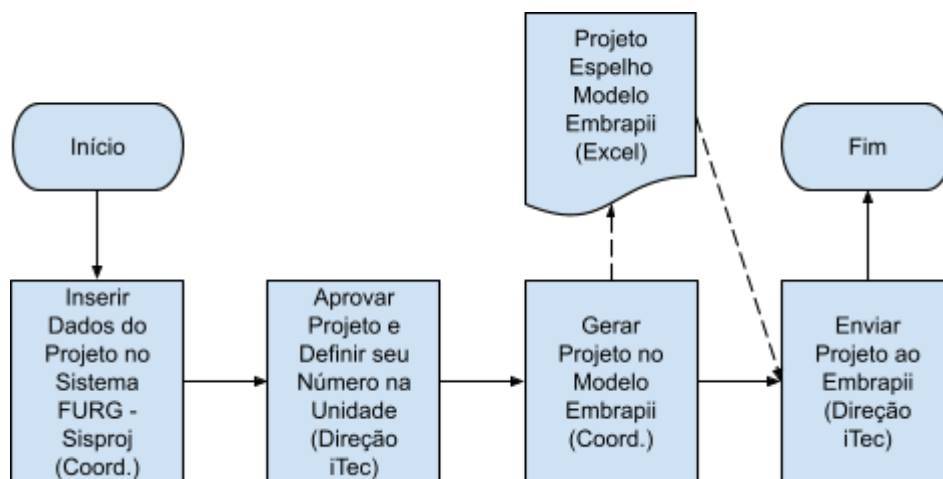 Início
Projeto
Espelho
Modelo
Embrapii
(Excel)
Fim
Inserir
Dados do
Projeto no
Sistema
FURG -
Sisproj
(Coord.)
Aprovar
Projeto e
Definir seu
Número na
Unidade
(Direção
iTec)
Gerar
Projeto no
Modelo
Embrapii
(Coord.)
Enviar
Projeto ao
Embrapii
(Direção
iTec)